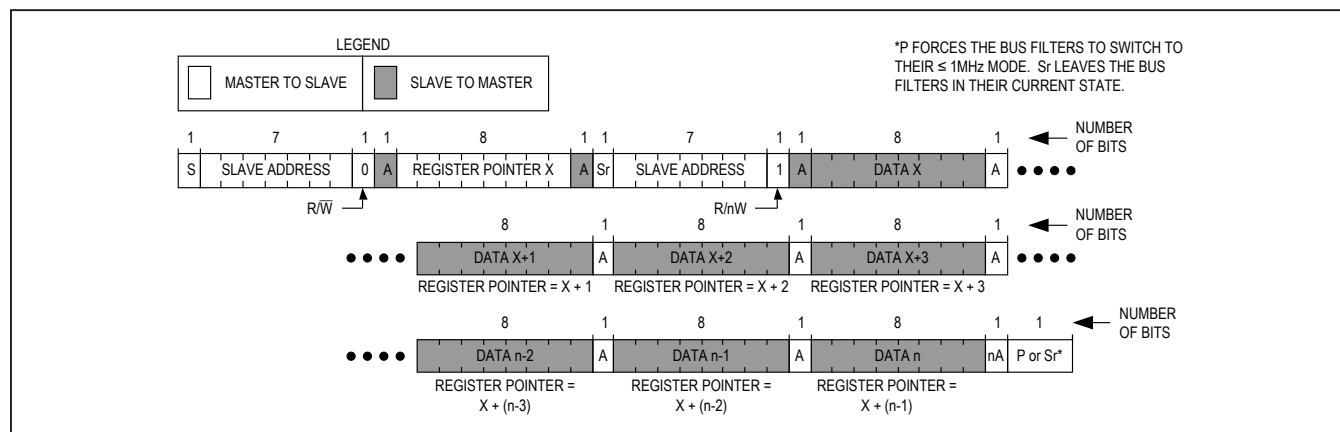 LEGEND
MASTER TO SLAVE
SLAVE TO MASTER
*P FORCES THE BUS FILTERS TO SWITCH TO
THEIR ≤ 1MHz MODE. Sr LEAVES THE BUS
FILTERS IN THEIR CURRENT STATE.
1 7 1 1 8 1 1 7 1 1 8 1
NUMBER
OF BITS
S SLAVE ADDRESS 0 A REGISTER POINTER X A Sr SLAVE ADDRESS 1 A DATA X A
R/W̅ R/nW
8 1 8 1 8 1
NUMBER
OF BITS
DATA X+1 A DATA X+2 A DATA X+3 A
REGISTER POINTER = X + 1 REGISTER POINTER = X + 2 REGISTER POINTER = X + 3
8 1 8 1 8 1 1
NUMBER
OF BITS
DATA n-2 A DATA n-1 A DATA n nA P or Sr*
REGISTER POINTER = REGISTER POINTER = REGISTER POINTER =
X + (n-3) X + (n-2) X + (n-1)